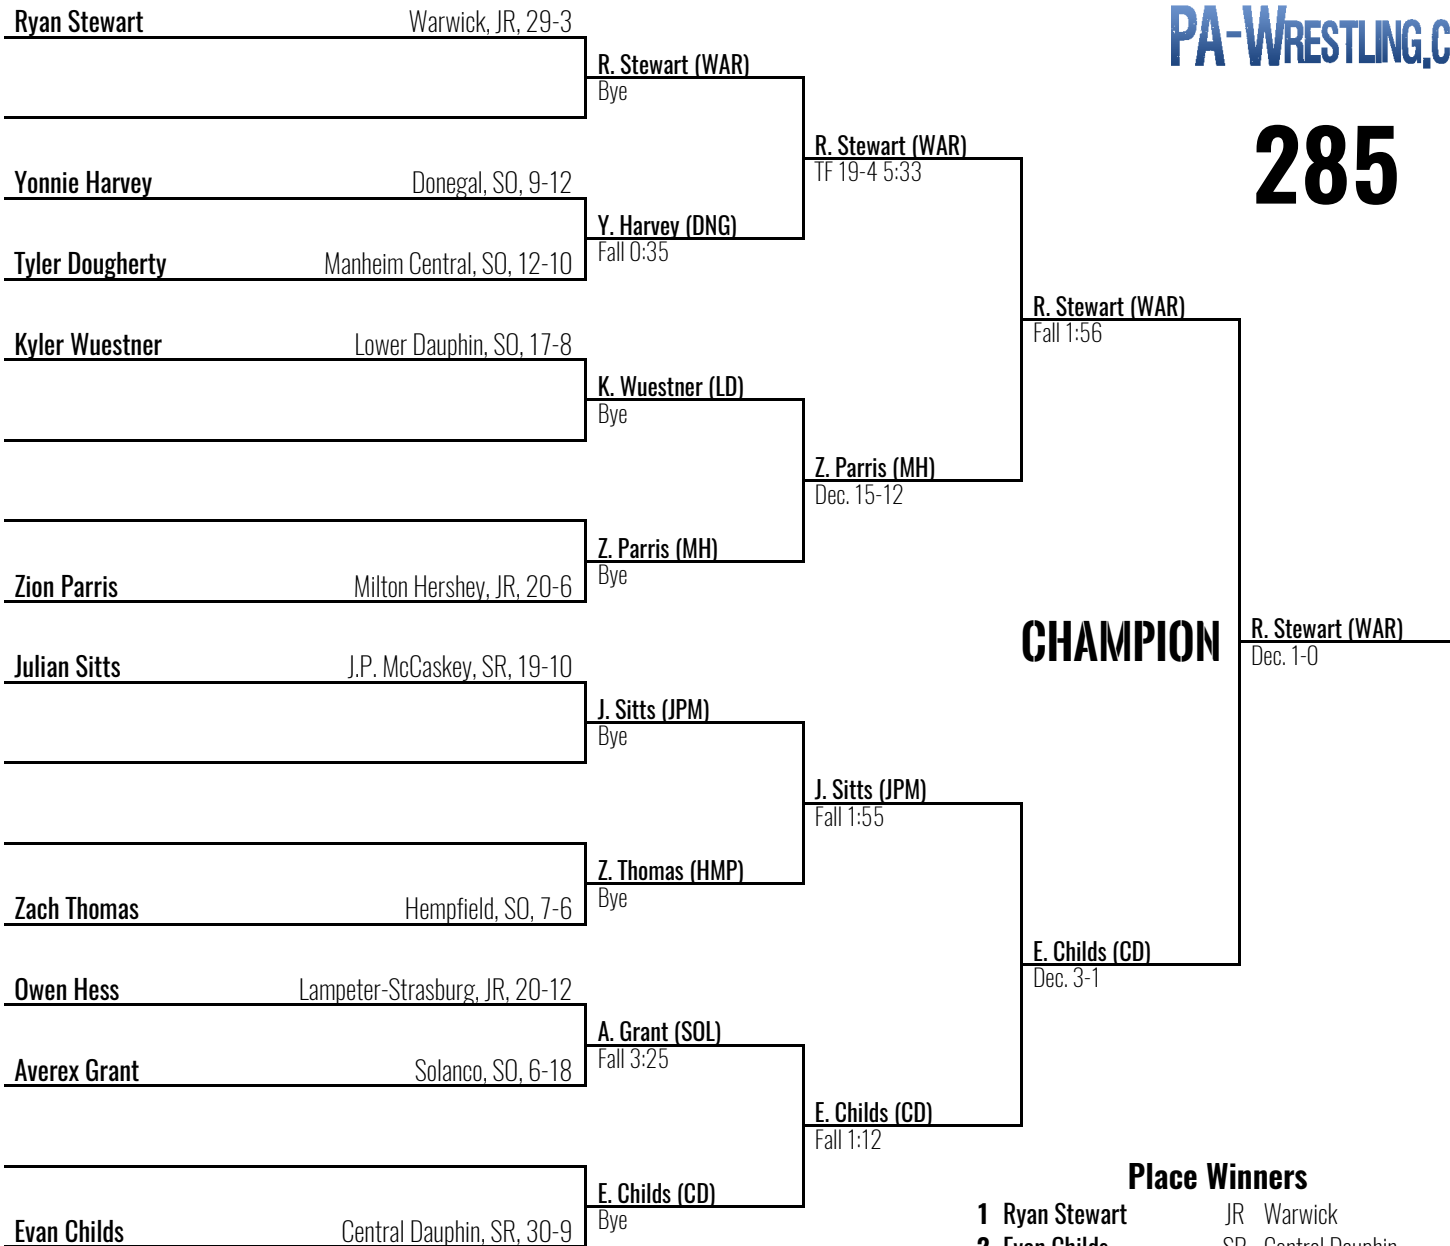 Ryan Stewart Warwick, JR, 29-3
PA-WRESTLING.C
R. Stewart (WAR)
Bye
285
R. Stewart (WAR)
TF 19-4 5:33
Yonnie Harvey Donegal, SO, 9-12
Y. Harvey (DNG)
Fall 0:35
Tyler Dougherty Manheim Central, SO, 12-10
R. Stewart (WAR)
Fall 1:56
Kyler Wuestner Lower Dauphin, SO, 17-8
K. Wuestner (LD)
Bye
Z. Parris (MH)
Dec. 15-12
Z. Parris (MH)
Bye
Zion Parris Milton Hershey, JR, 20-6
CHAMPION R. Stewart (WAR)
Dec. 1-0
Julian Sitts J.P. McCaskey, SR, 19-10
J. Sitts (JPM)
Bye
J. Sitts (JPM)
Fall 1:55
Z. Thomas (HMP)
Bye
Zach Thomas Hempfield, SO, 7-6
E. Childs (CD)
Dec. 3-1
Owen Hess Lampeter-Strasburg, JR, 20-12
A. Grant (SOL)
Fall 3:25
Averex Grant Solanco, SO, 6-18
E. Childs (CD)
Fall 1:12
E. Childs (CD)
Bye
Evan Childs Central Dauphin, SR, 30-9
Place Winners
1 Ryan Stewart JR Warwick
2 Evan Childs SR Central Dauphin